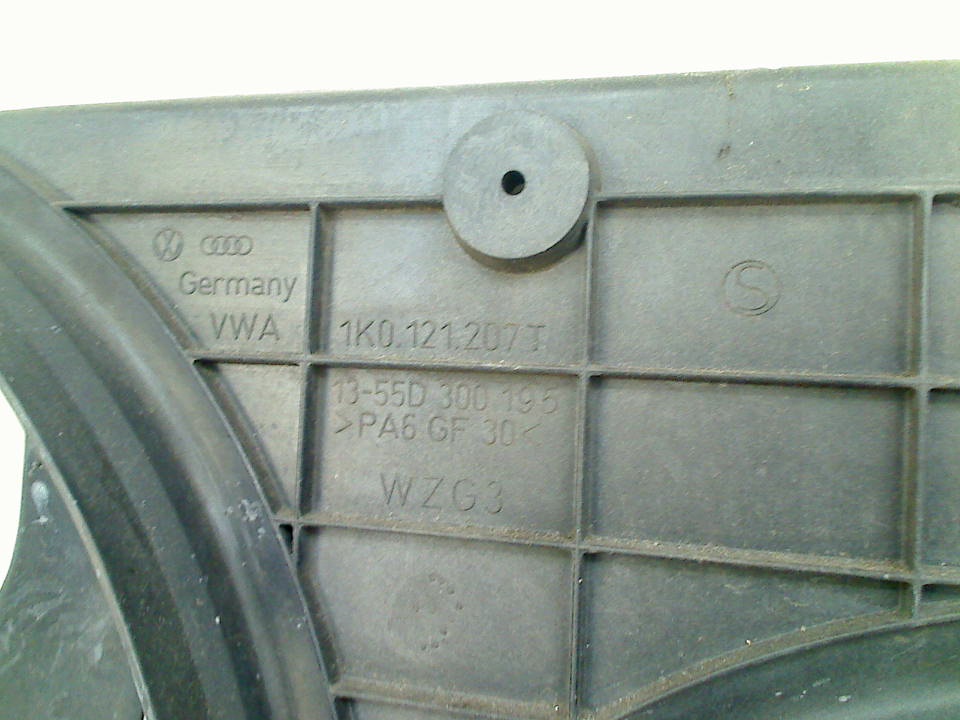 Germany
VWA
1K0.121.207T
13-55D 300 195
>PA6 GF 30<
WZG3
S